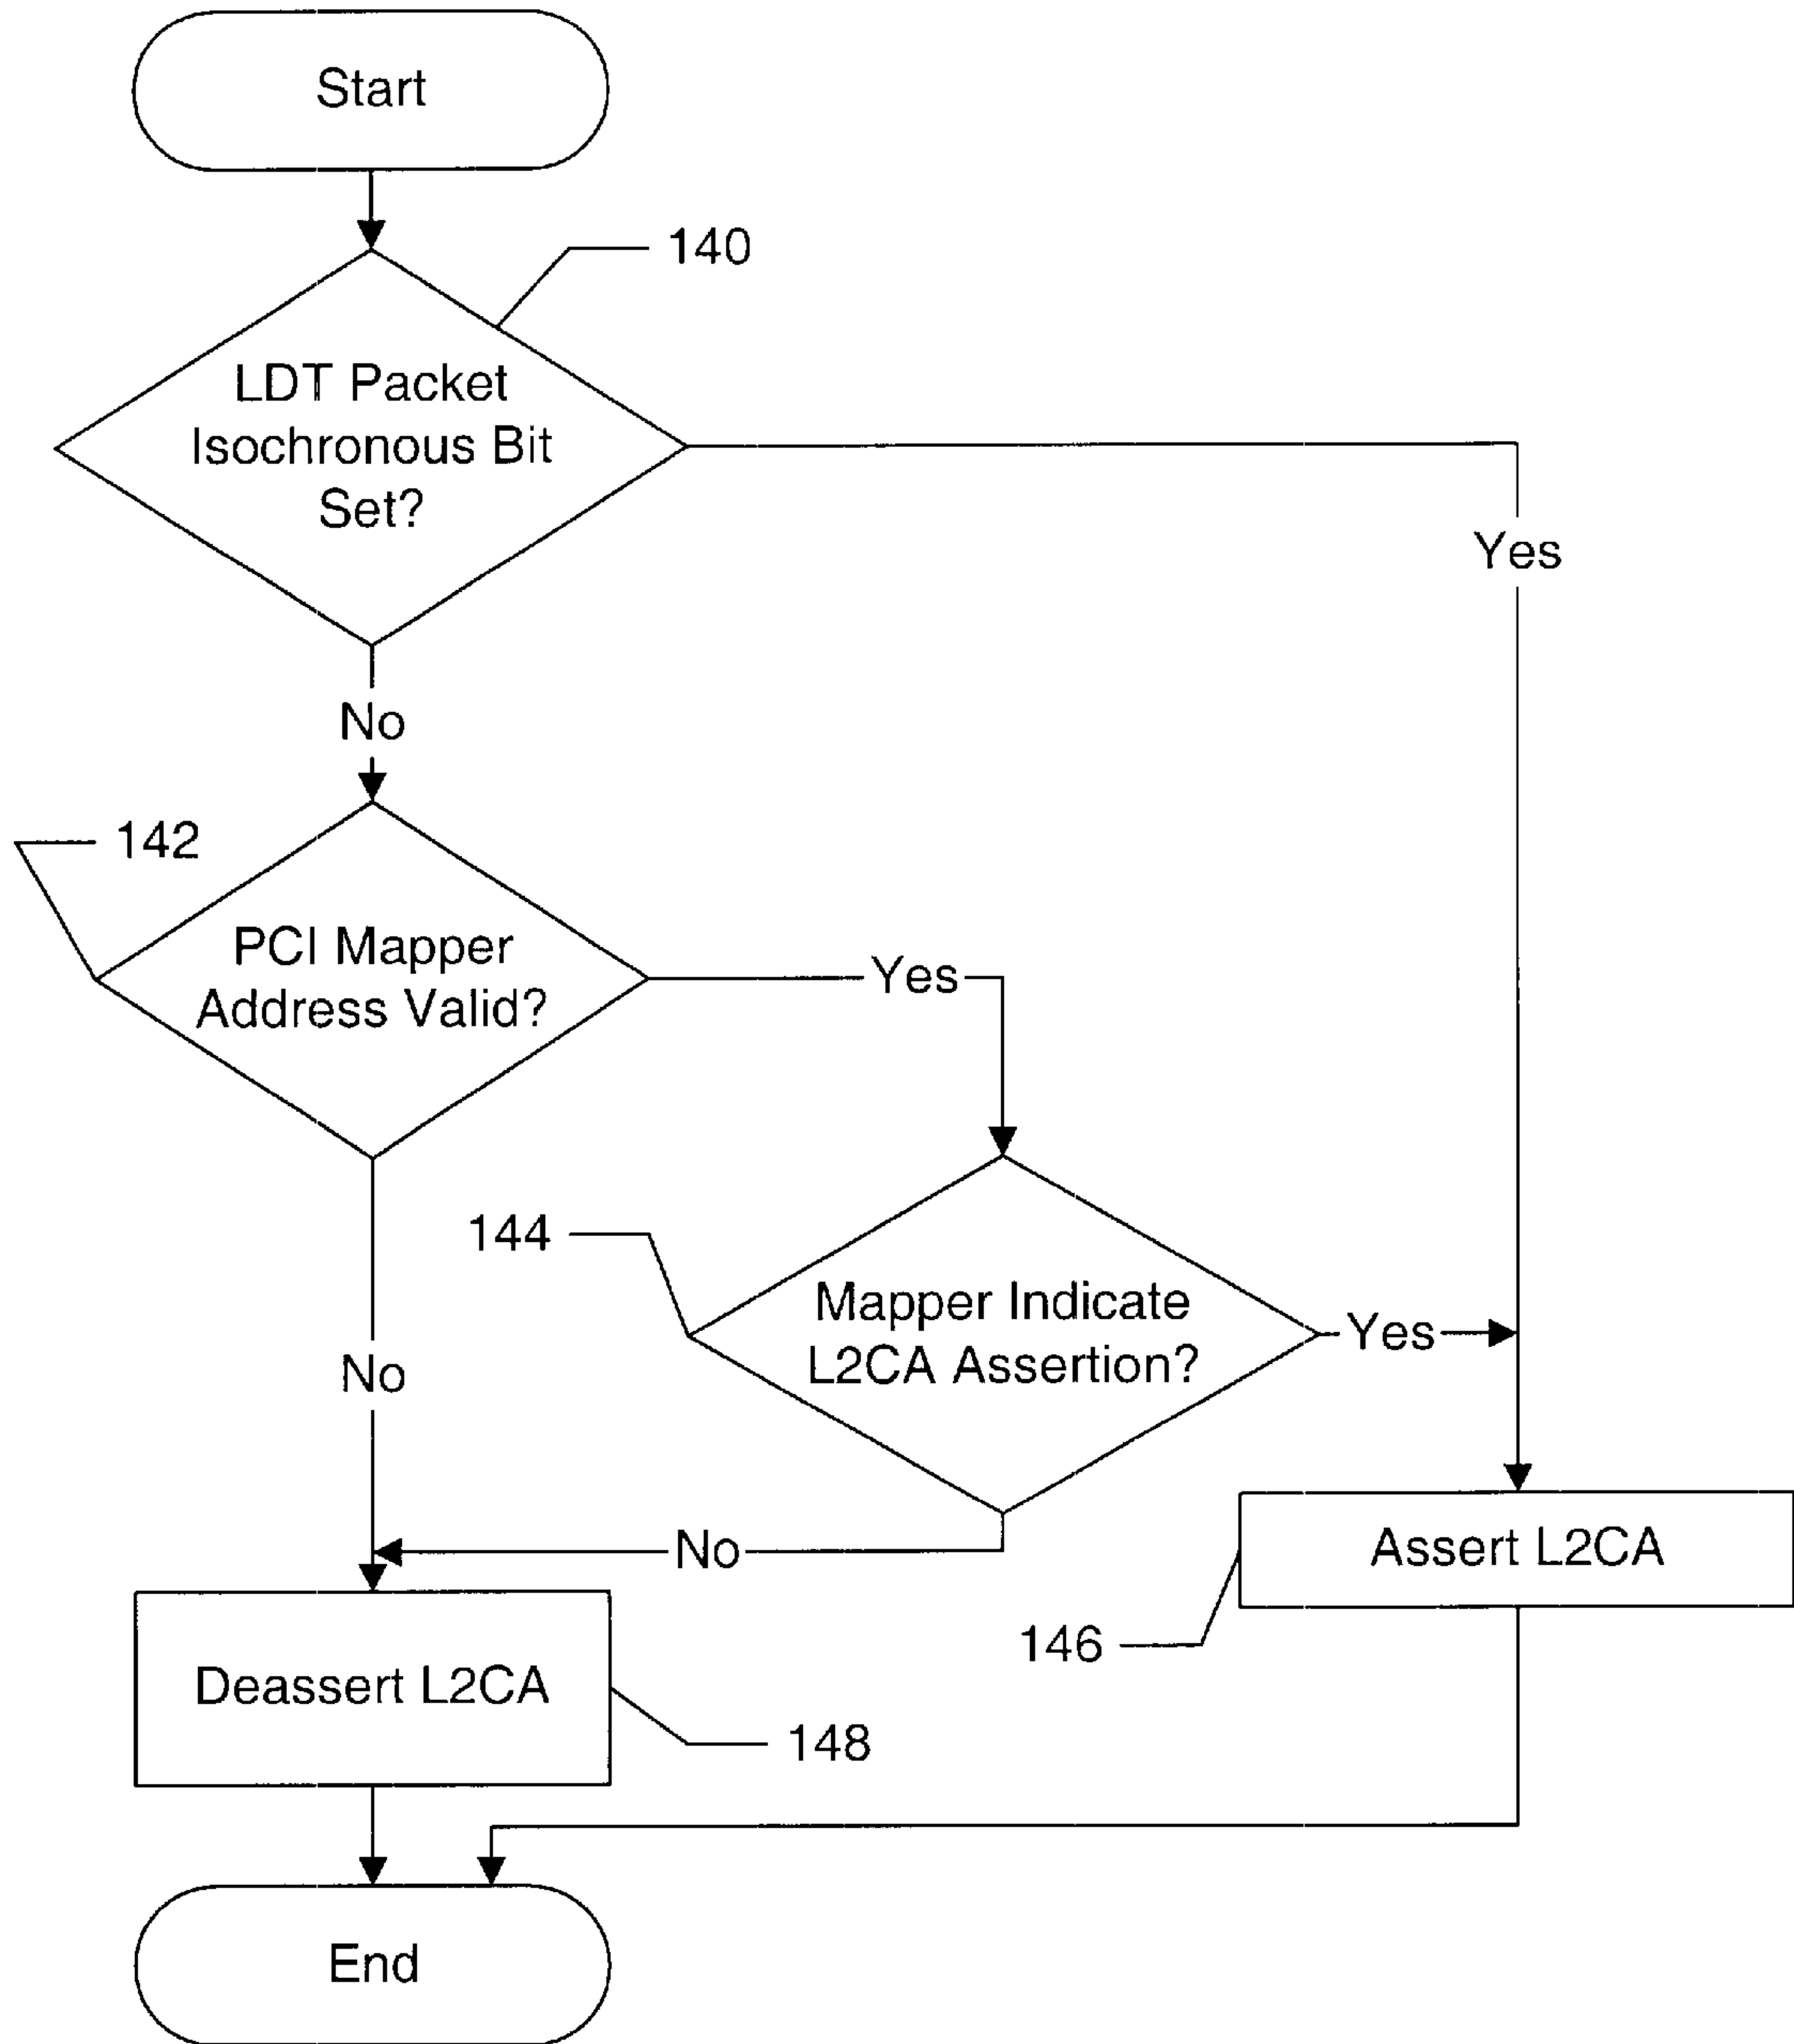 Start
140
LDT Packet
Isochronous Bit
Set?
Yes
No
142
PCI Mapper
Address Valid?
Yes
144
Mapper Indicate
L2CA Assertion?
Yes
No
No
Assert L2CA
146
Deassert L2CA
148
End